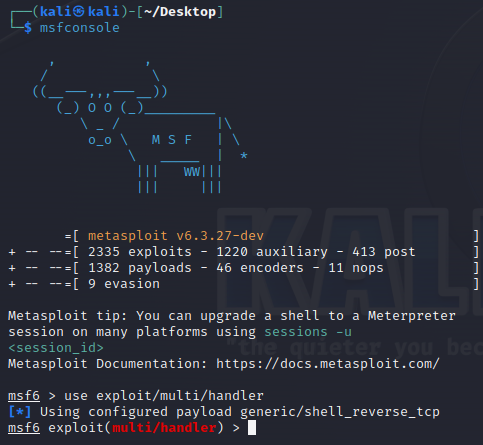 ┌──(kali㉿kali)-[~/Desktop]
└─$ msfconsole
     ,           ,
    /             \
   ((__---,,,---__))
      (_) O O (_)_________
         \ _ /            |\
          o_o \   M S F   | \
               \   _____  |  *
                |||   WW|||
                |||     |||
       =[ metasploit v6.3.27-dev                          ]
+ -- --=[ 2335 exploits - 1220 auxiliary - 413 post       ]
+ -- --=[ 1382 payloads - 46 encoders - 11 nops           ]
+ -- --=[ 9 evasion                                       ]
Metasploit tip: You can upgrade a shell to a Meterpreter
session on many platforms using sessions -u
<session_id>
Metasploit Documentation: https://docs.metasploit.com/
msf6 > use exploit/multi/handler
[*] Using configured payload generic/shell_reverse_tcp
msf6 exploit(multi/handler) >
KALI
"the quieter you bec